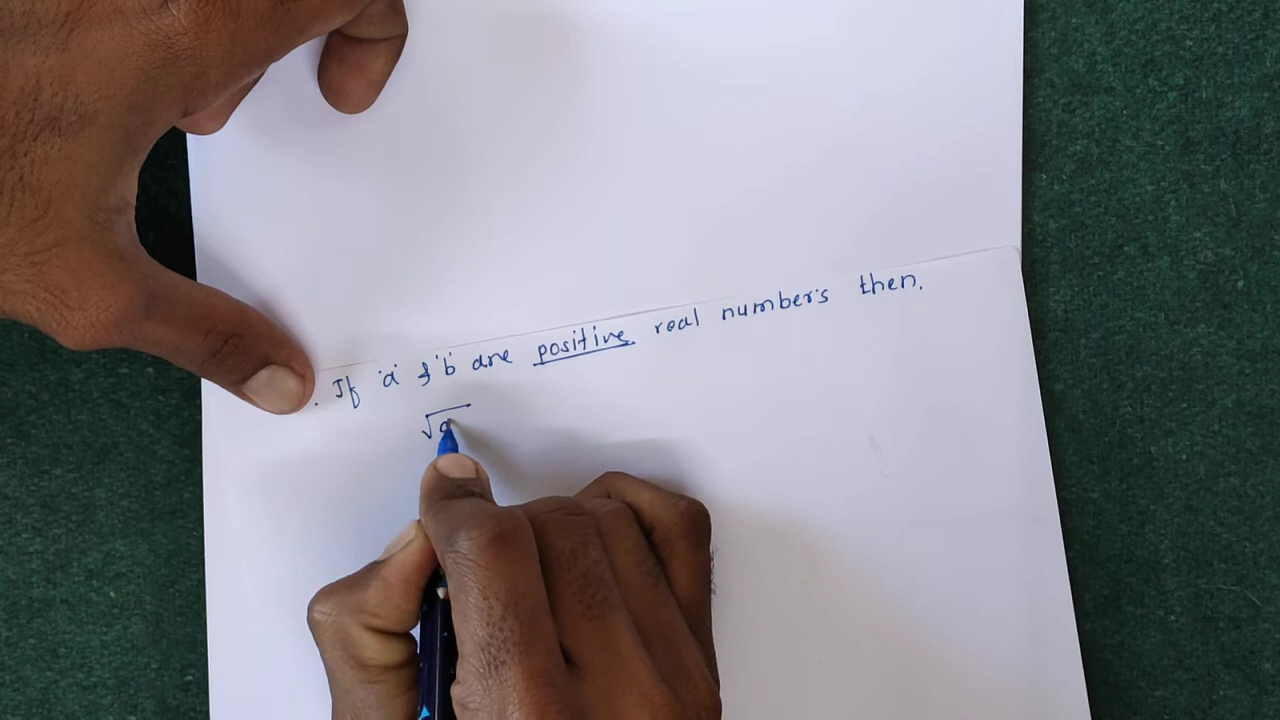 . If 'a' & 'b' are positive real numbers then,
√a